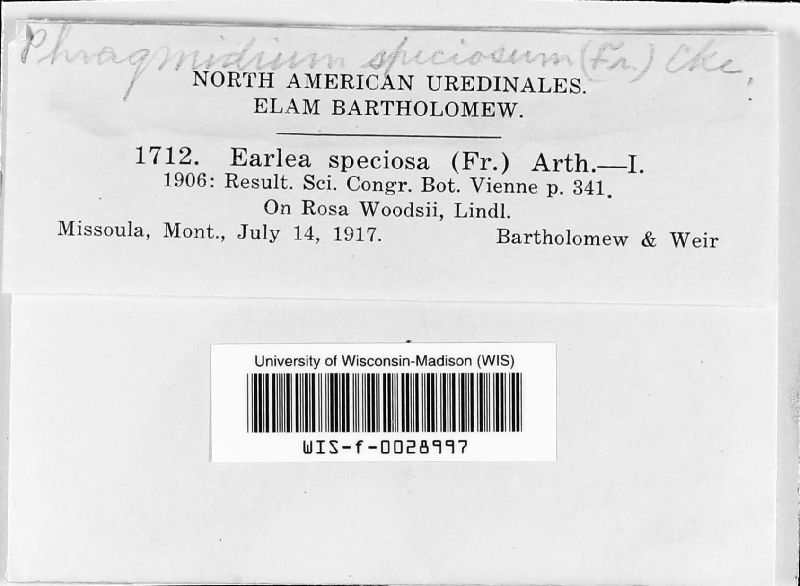 Phragmidium speciosum (Fr.) Cke.
NORTH AMERICAN UREDINALES.
ELAM BARTHOLOMEW.
1712. Earlea speciosa (Fr.) Arth.—I.
1906: Result. Sci. Congr. Bot. Vienne p. 341.
On Rosa Woodsii, Lindl.
Missoula, Mont., July 14, 1917. Bartholomew & Weir
University of Wisconsin-Madison (WIS)
WIS-f-0028997